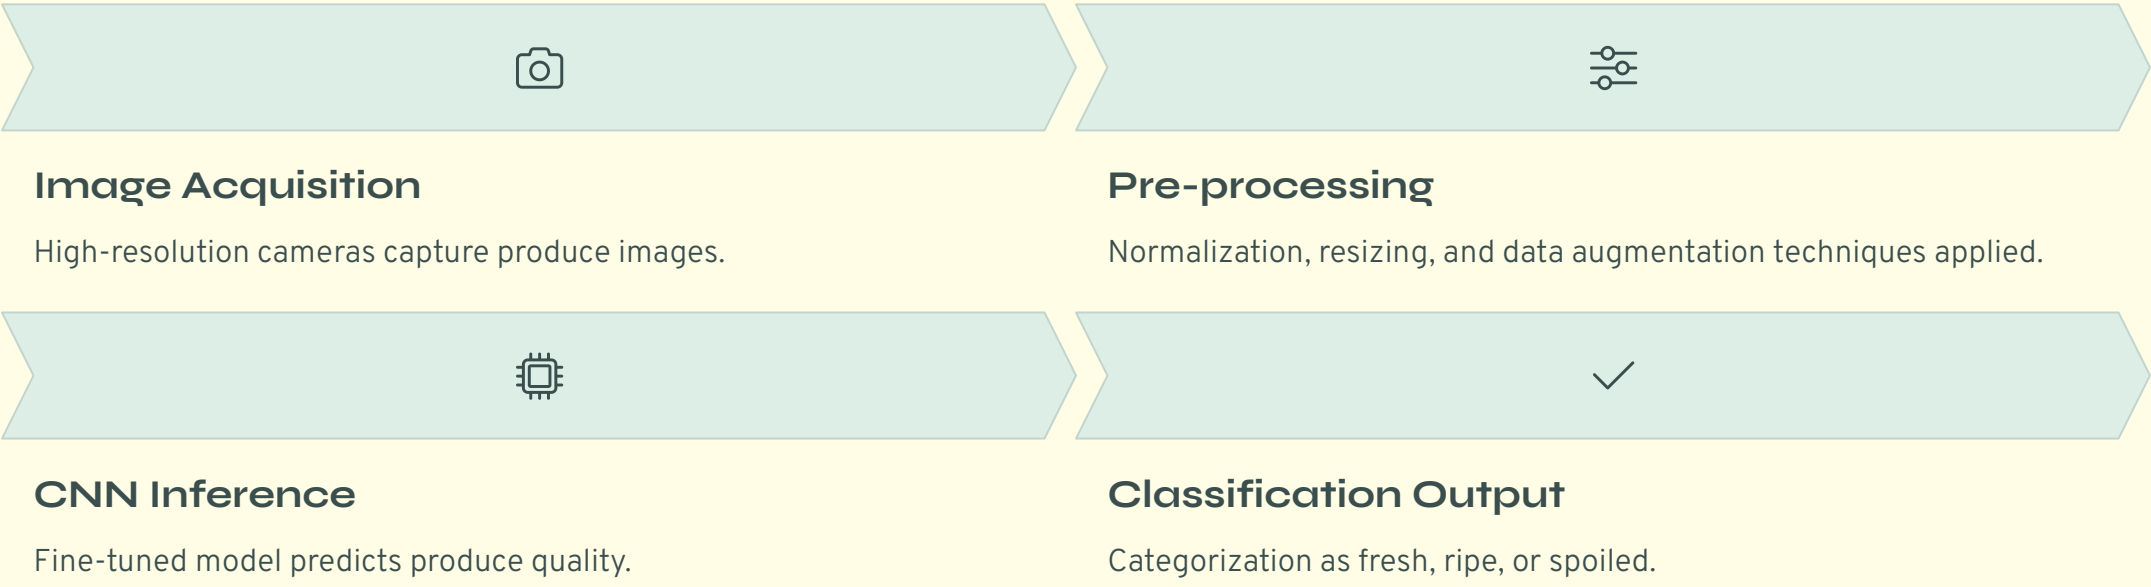 Image Acquisition
High-resolution cameras capture produce images.
Pre-processing
Normalization, resizing, and data augmentation techniques applied.
CNN Inference
Fine-tuned model predicts produce quality.
Classification Output
Categorization as fresh, ripe, or spoiled.